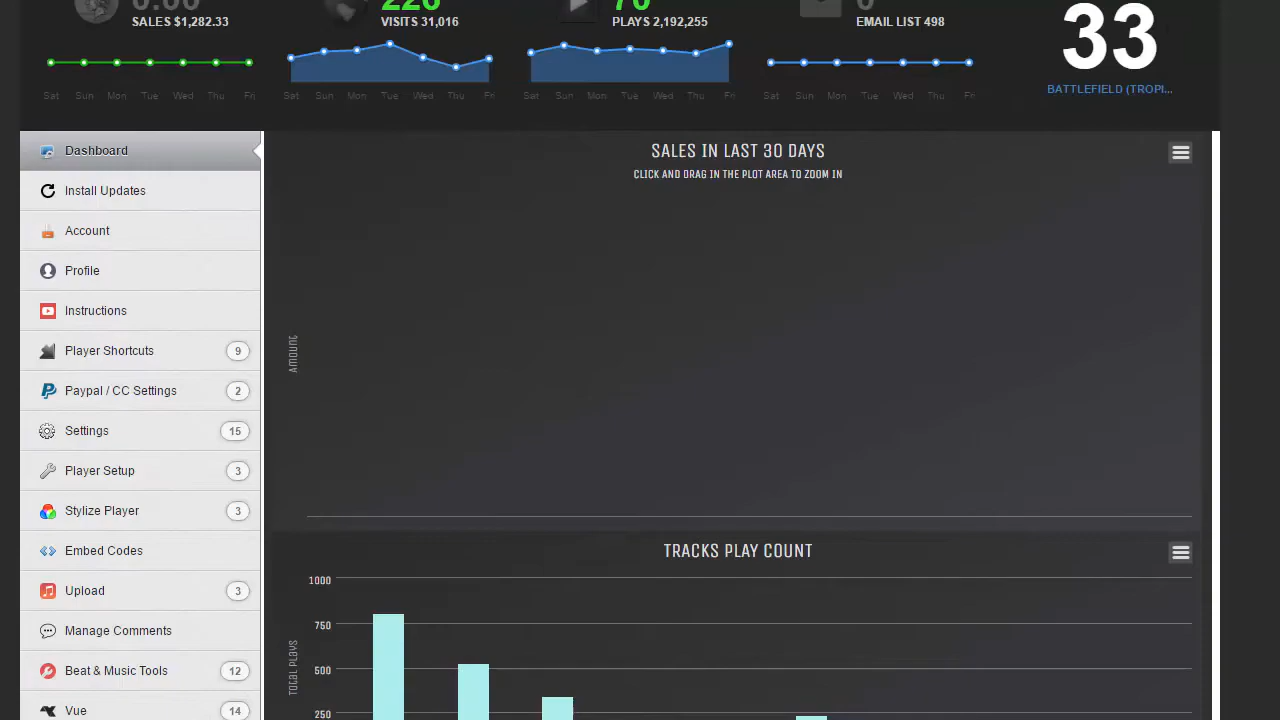 SALES $1,282.33
226
VISITS 31,016
70
PLAYS 2,192,255
EMAIL LIST 498
33
BATTLEFIELD (TROPI...
Sat Sun Mon Tue Wed Thu Fri
Sat Sun Mon Tue Wed Thu Fri
Sat Sun Mon Tue Wed Thu Fri
Sat Sun Mon Tue Wed Thu Fri
Dashboard
Install Updates
Account
Profile
Instructions
Player Shortcuts 9
Paypal / CC Settings 2
Settings 15
Player Setup 3
Stylize Player 3
Embed Codes
Upload 3
Manage Comments
Beat & Music Tools 12
Vue 14
SALES IN LAST 30 DAYS
CLICK AND DRAG IN THE PLOT AREA TO ZOOM IN
AMOUNT
TRACKS PLAY COUNT
TOTAL PLAYS
1000
750
500
250